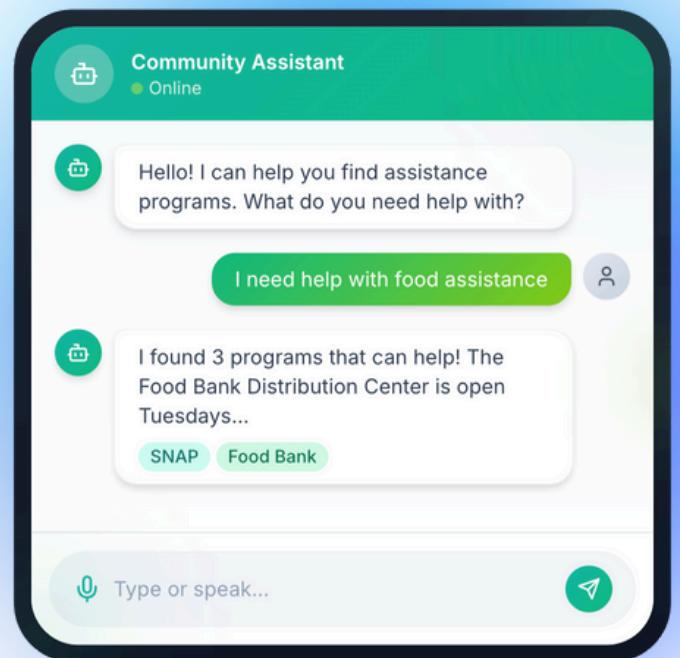 Community Assistant
Online
Hello! I can help you find assistance
programs. What do you need help with?
I need help with food assistance
I found 3 programs that can help! The
Food Bank Distribution Center is open
Tuesdays...
SNAP Food Bank
Type or speak...